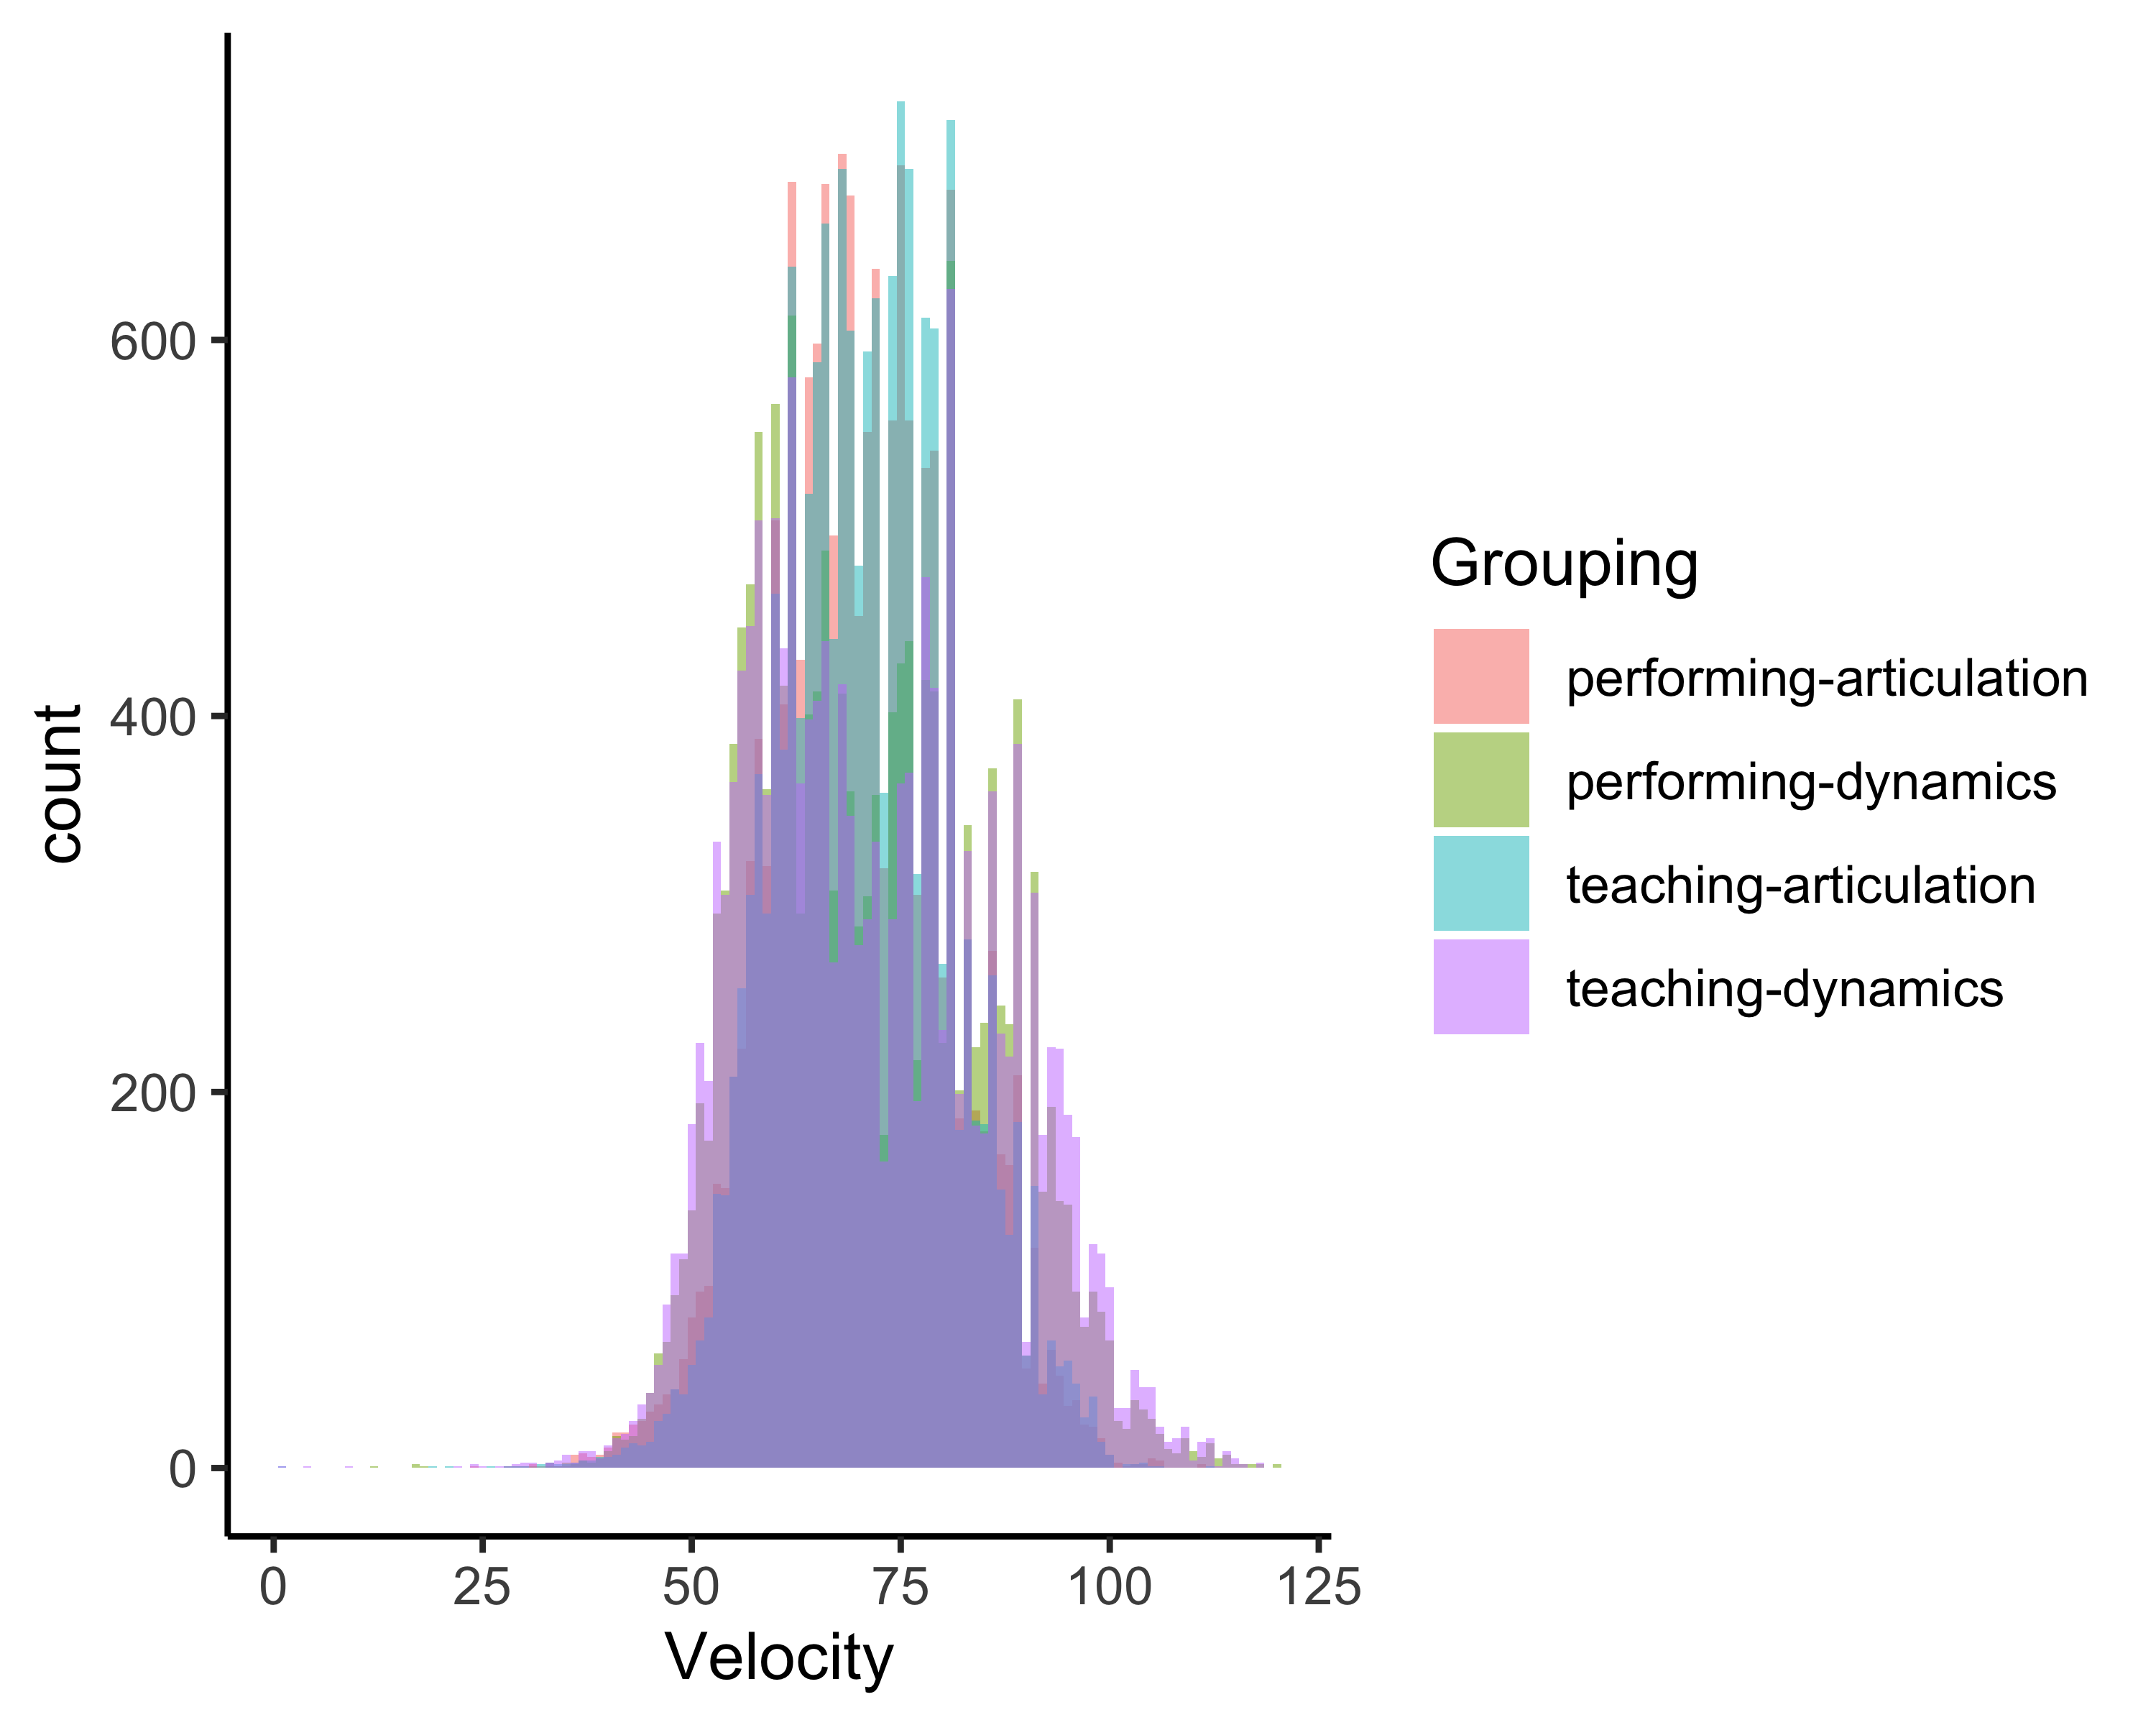 600
400
200
0
count
0 25 50 75 100 125
Velocity
Grouping
performing-articulation
performing-dynamics
teaching-articulation
teaching-dynamics